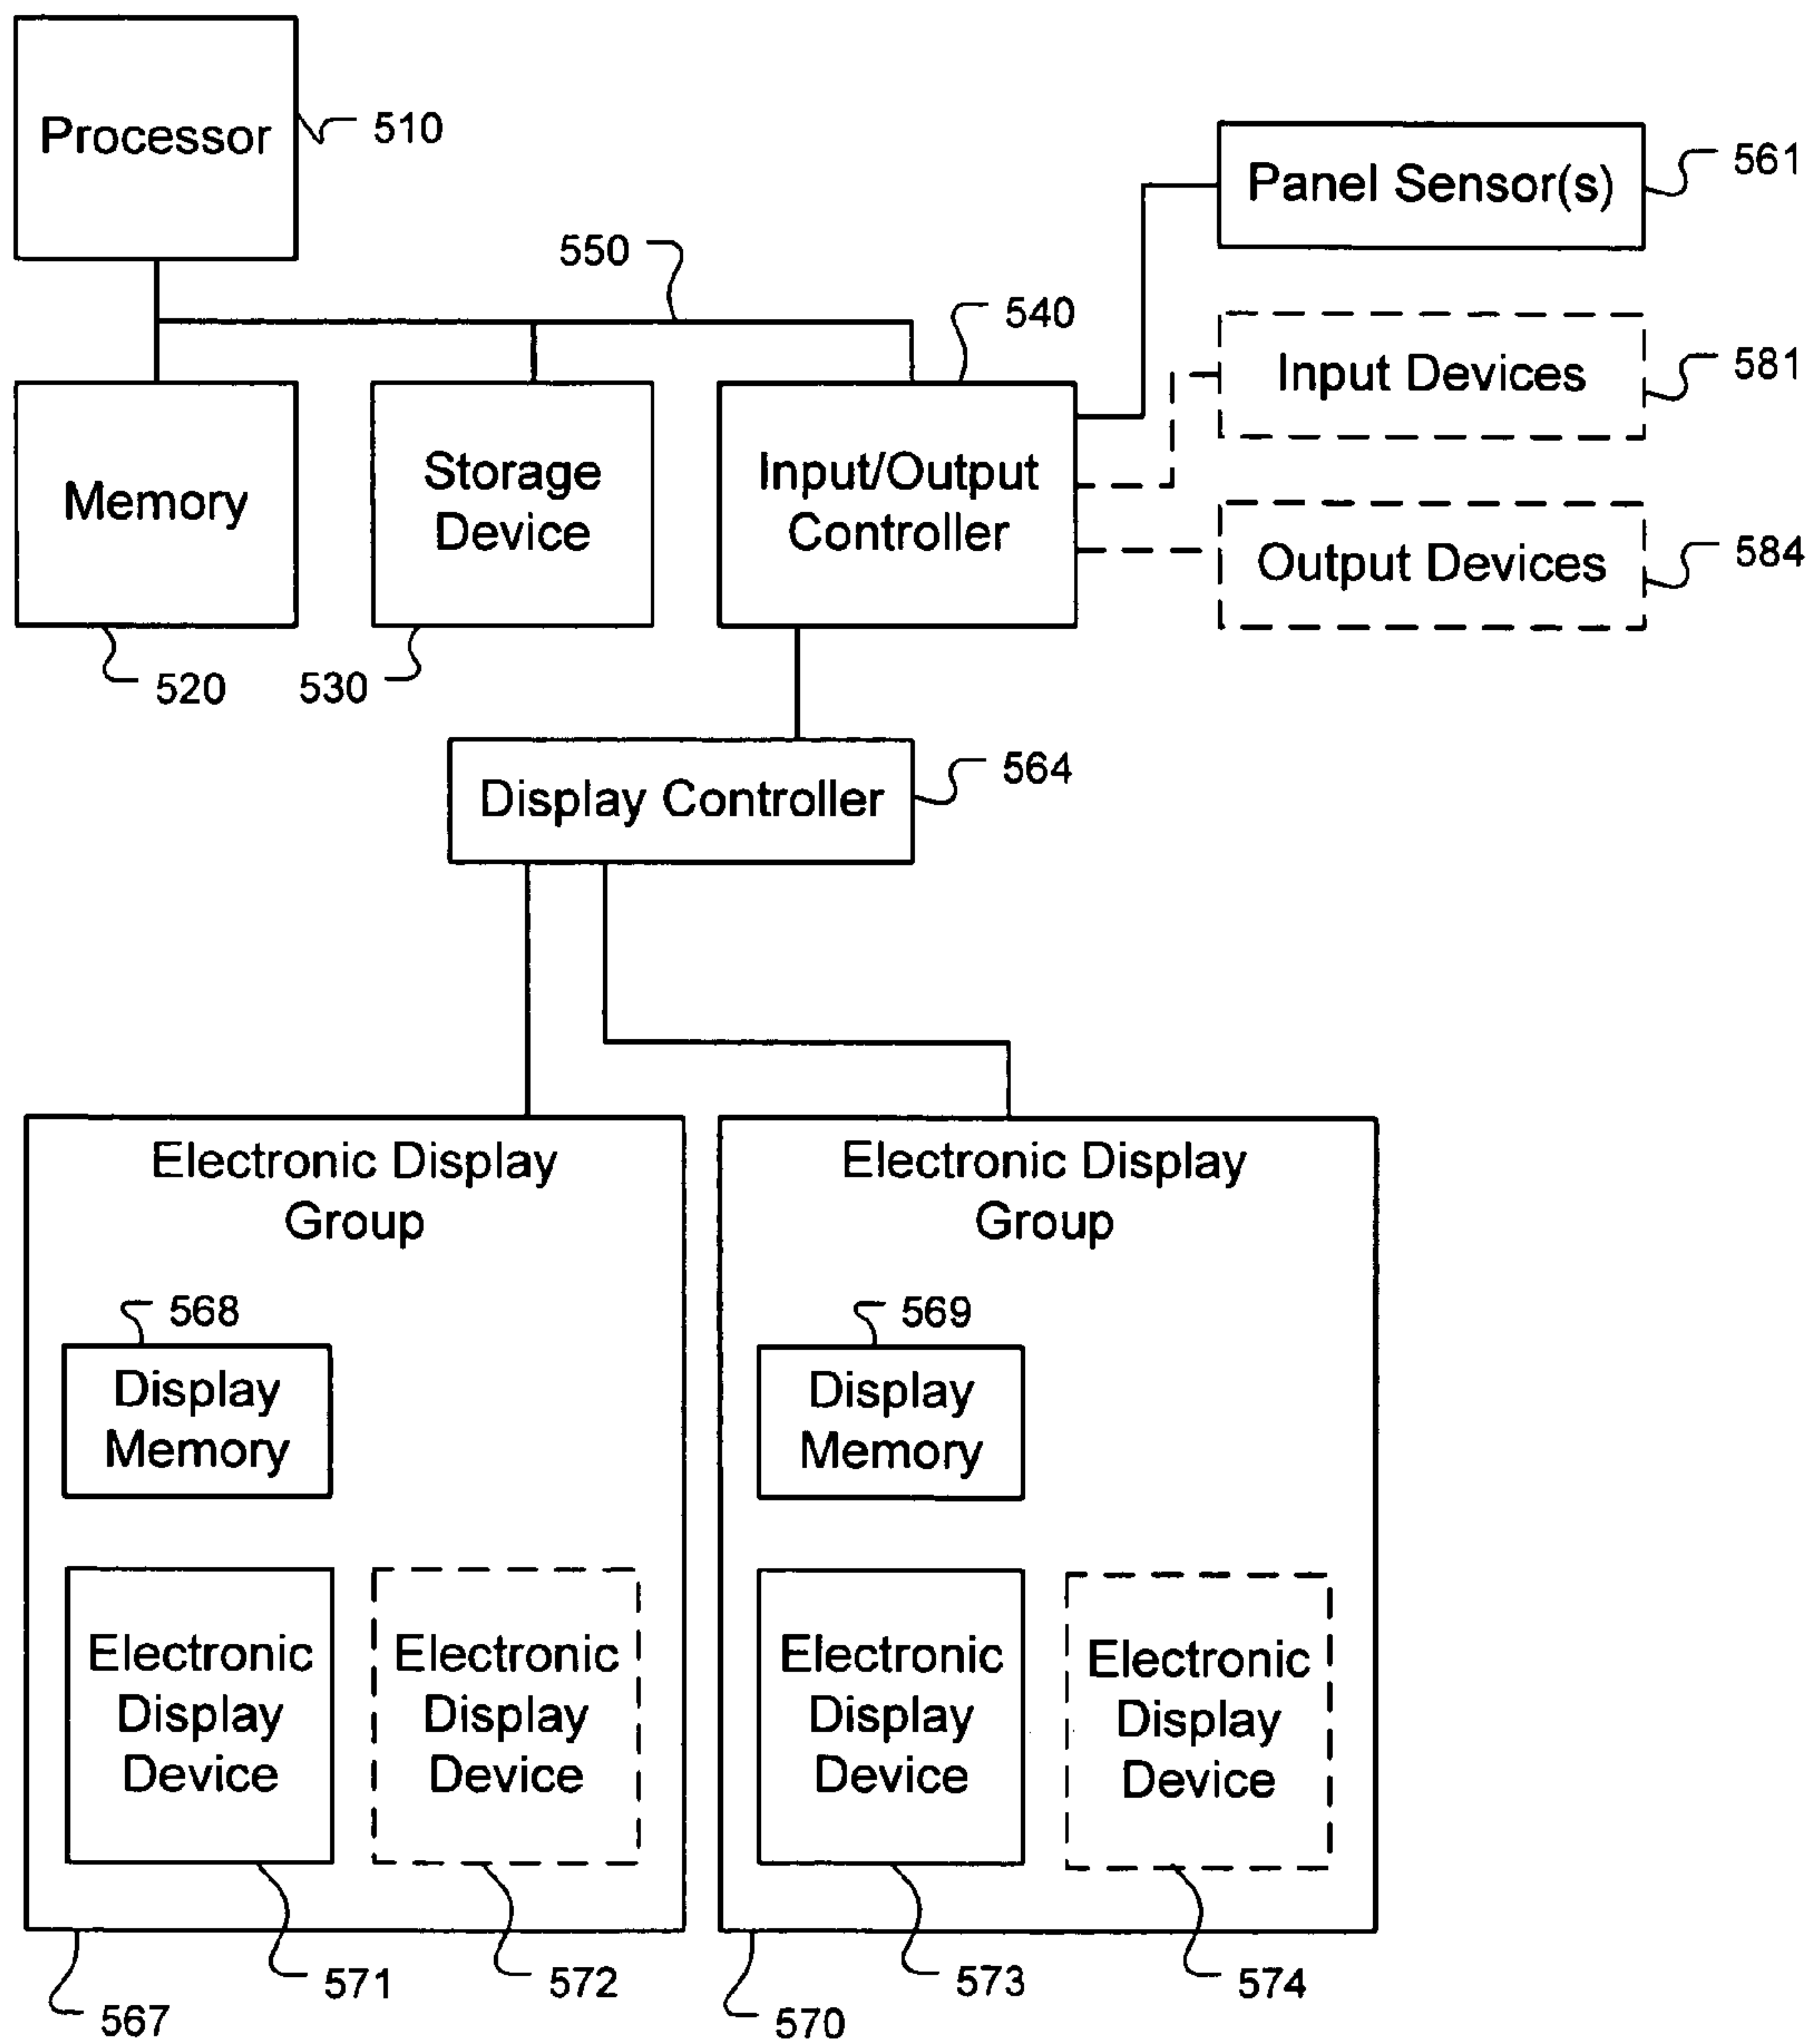 Processor
510
Panel Sensor(s)
561
550
540
Input Devices
581
Memory
Storage
Device
Input/Output
Controller
Output Devices
584
520
530
Display Controller
564
Electronic Display
Group
568
Display
Memory
Electronic
Display
Device
Electronic
Display
Device
571
572
567
Electronic Display
Group
569
Display
Memory
Electronic
Display
Device
Electronic
Display
Device
573
574
570